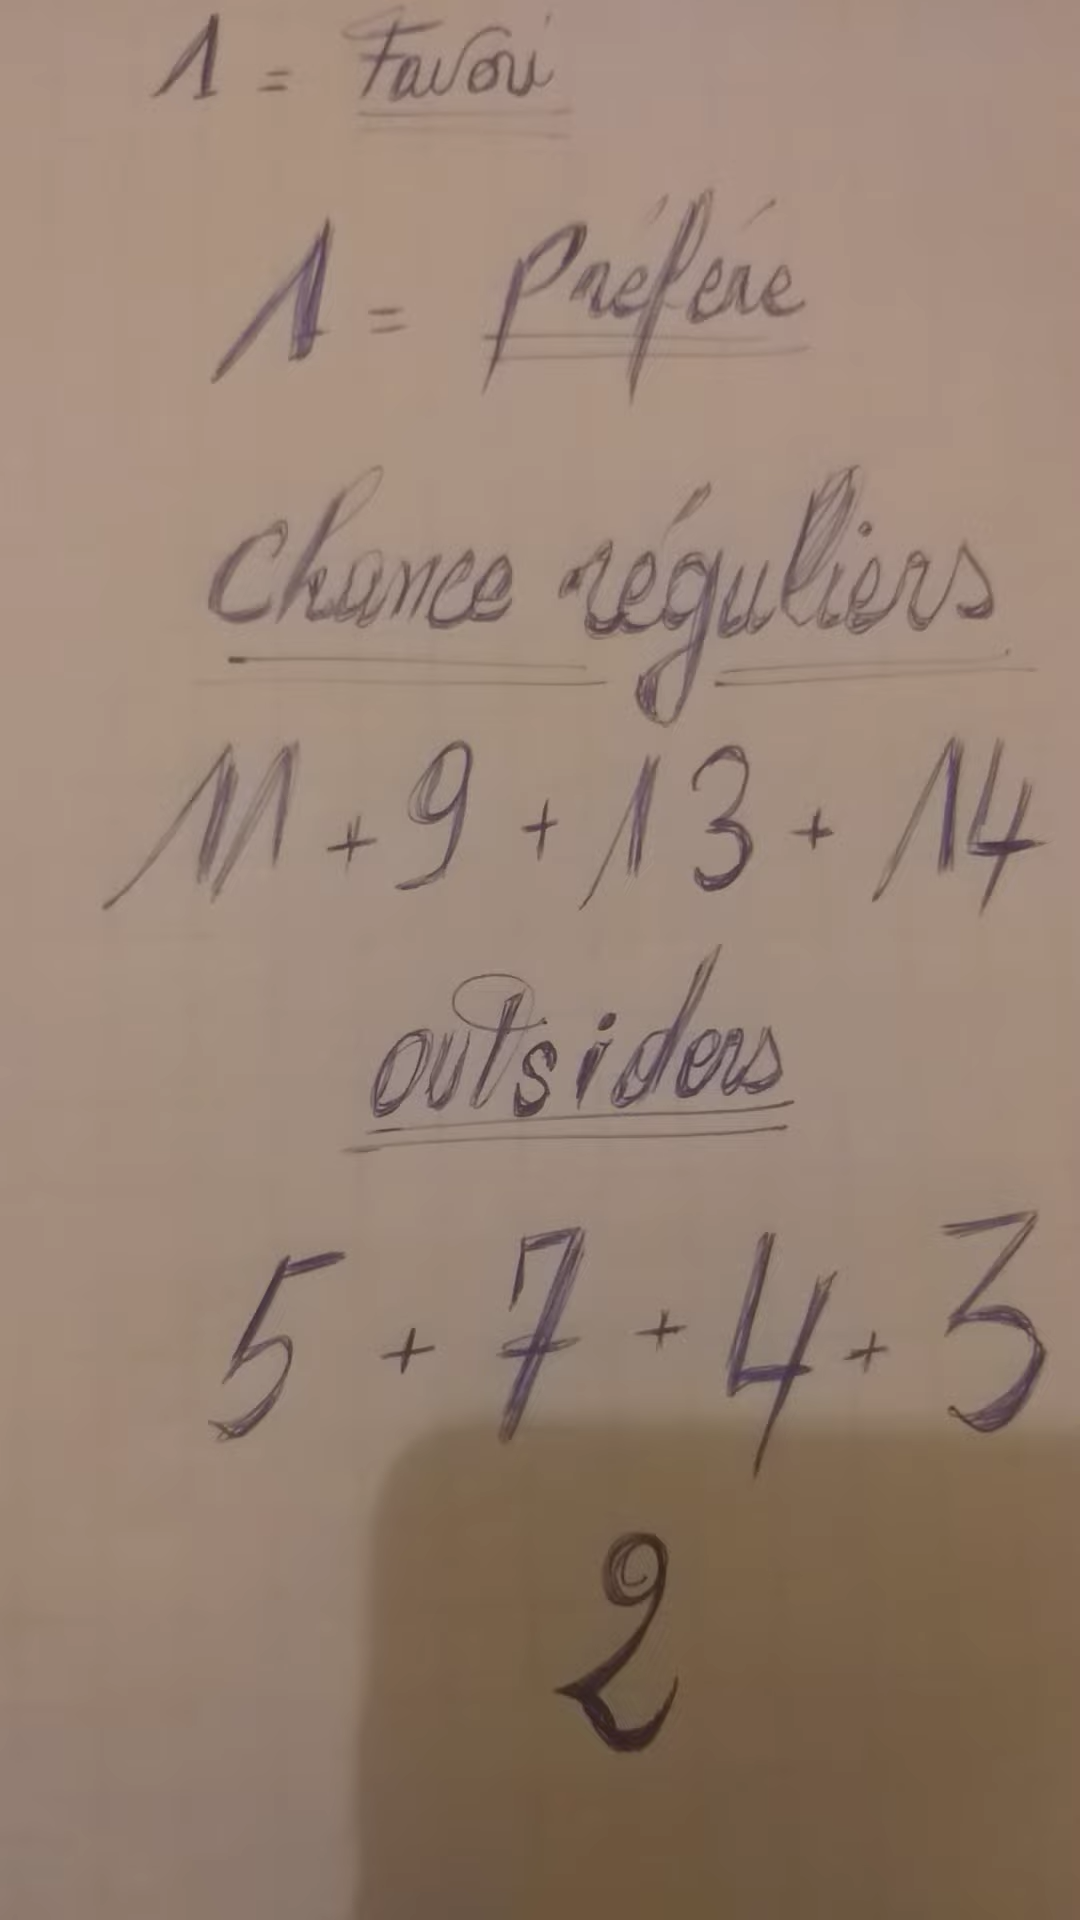 1 = Favori
1 = Préféré
Chance réguliers
11 + 9 + 13 + 14
outsiders
5 + 7 + 4 + 3
2